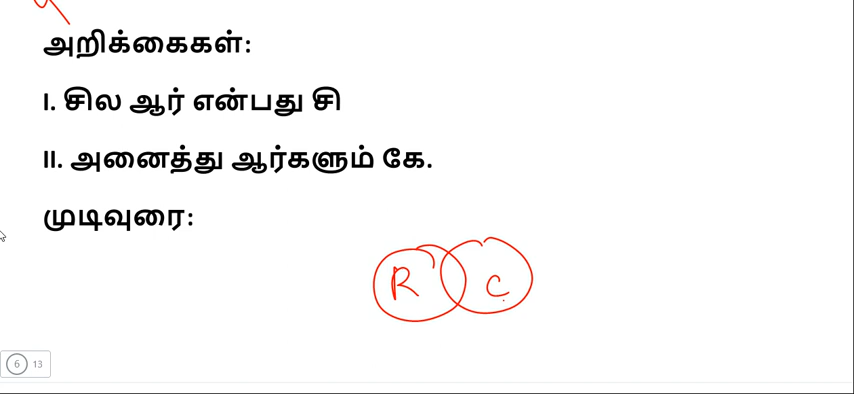 அறிக்கைகள்:
I. சில ஆர் என்பது சி
II. அனைத்து ஆர்களும் கே.
முடிவுரை:
R C
6 13